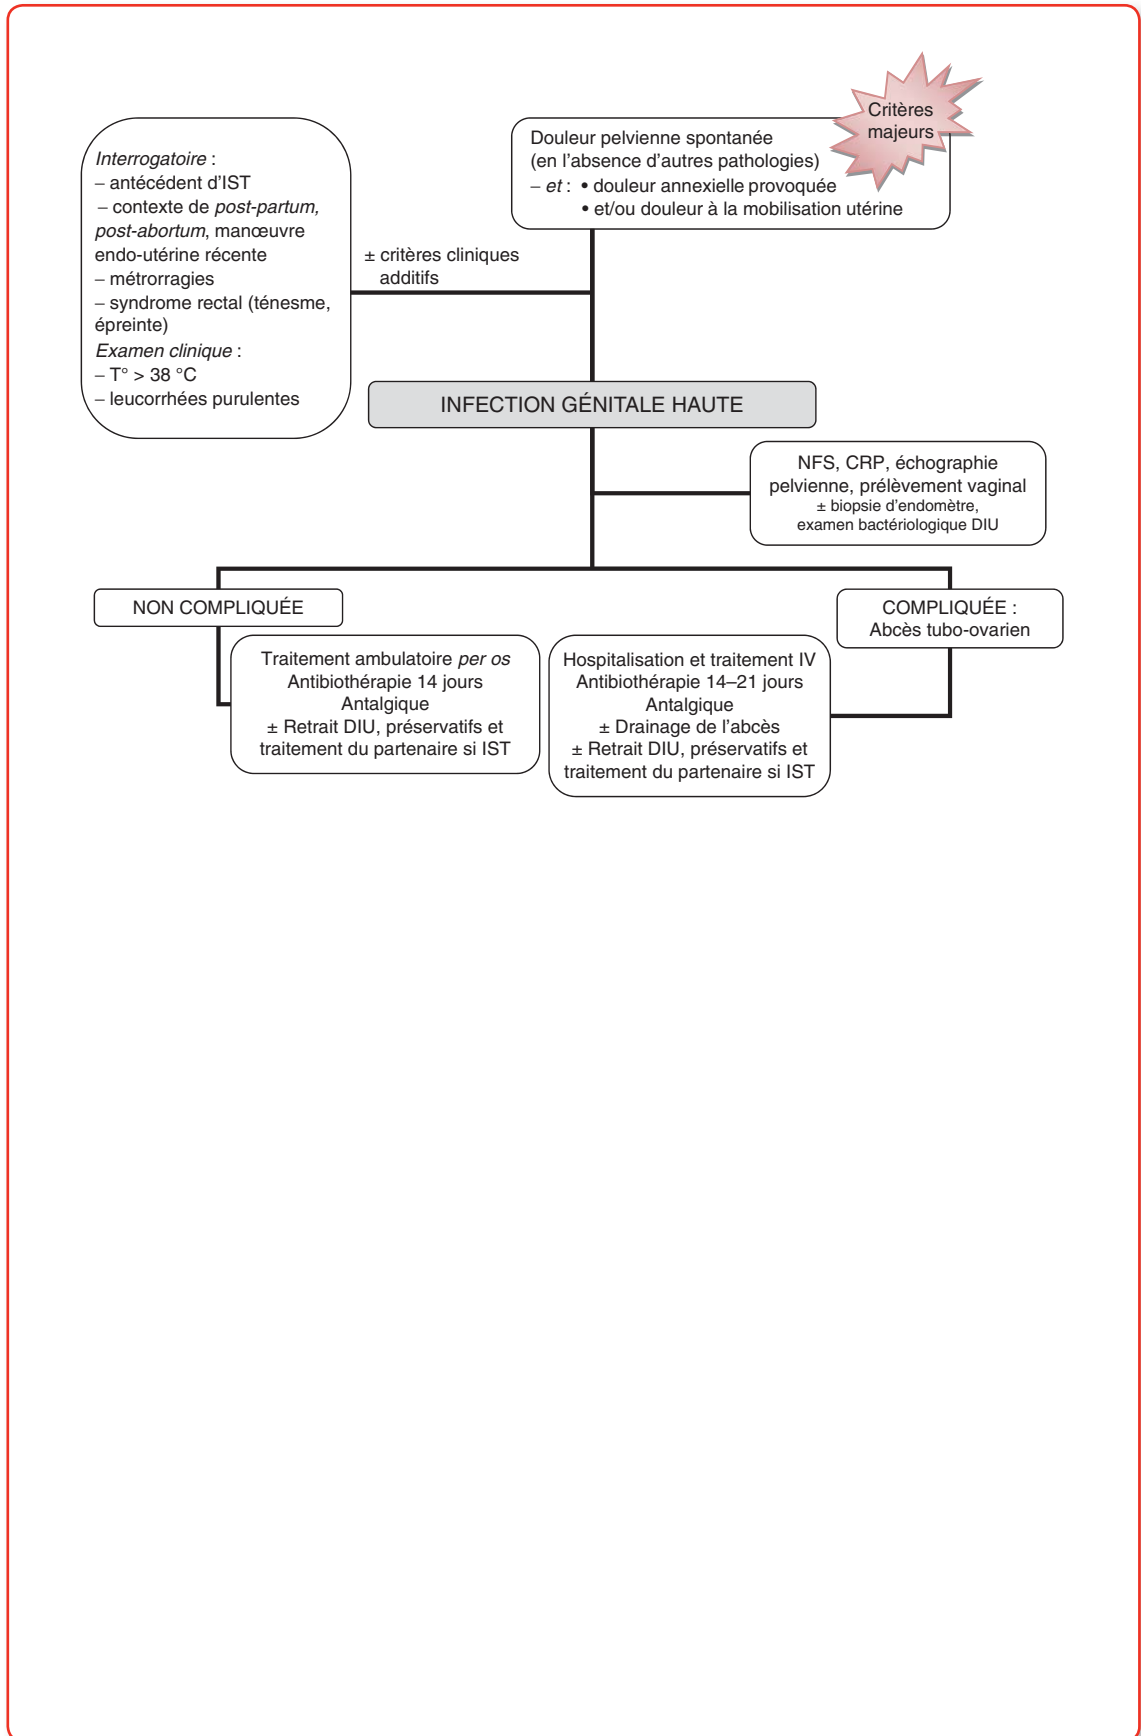 Critères
majeurs
Douleur pelvienne spontanée
(en l'absence d'autres pathologies)
– et : • douleur annexielle provoquée
• et/ou douleur à la mobilisation utérine
Interrogatoire :
– antécédent d'IST
– contexte de post-partum,
post-abortum, manœuvre
endo-utérine récente
– métrorragies
– syndrome rectal (ténesme,
épreinte)
Examen clinique :
– T° > 38 °C
– leucorrhées purulentes
± critères cliniques
additifs
INFECTION GÉNITALE HAUTE
NFS, CRP, échographie
pelvienne, prélèvement vaginal
± biopsie d'endomètre,
examen bactériologique DIU
NON COMPLIQUÉE
Traitement ambulatoire per os
Antibiothérapie 14 jours
Antalgique
± Retrait DIU, préservatifs et
traitement du partenaire si IST
COMPLIQUÉE :
Abcès tubo-ovarien
Hospitalisation et traitement IV
Antibiothérapie 14–21 jours
Antalgique
± Drainage de l'abcès
± Retrait DIU, préservatifs et
traitement du partenaire si IST